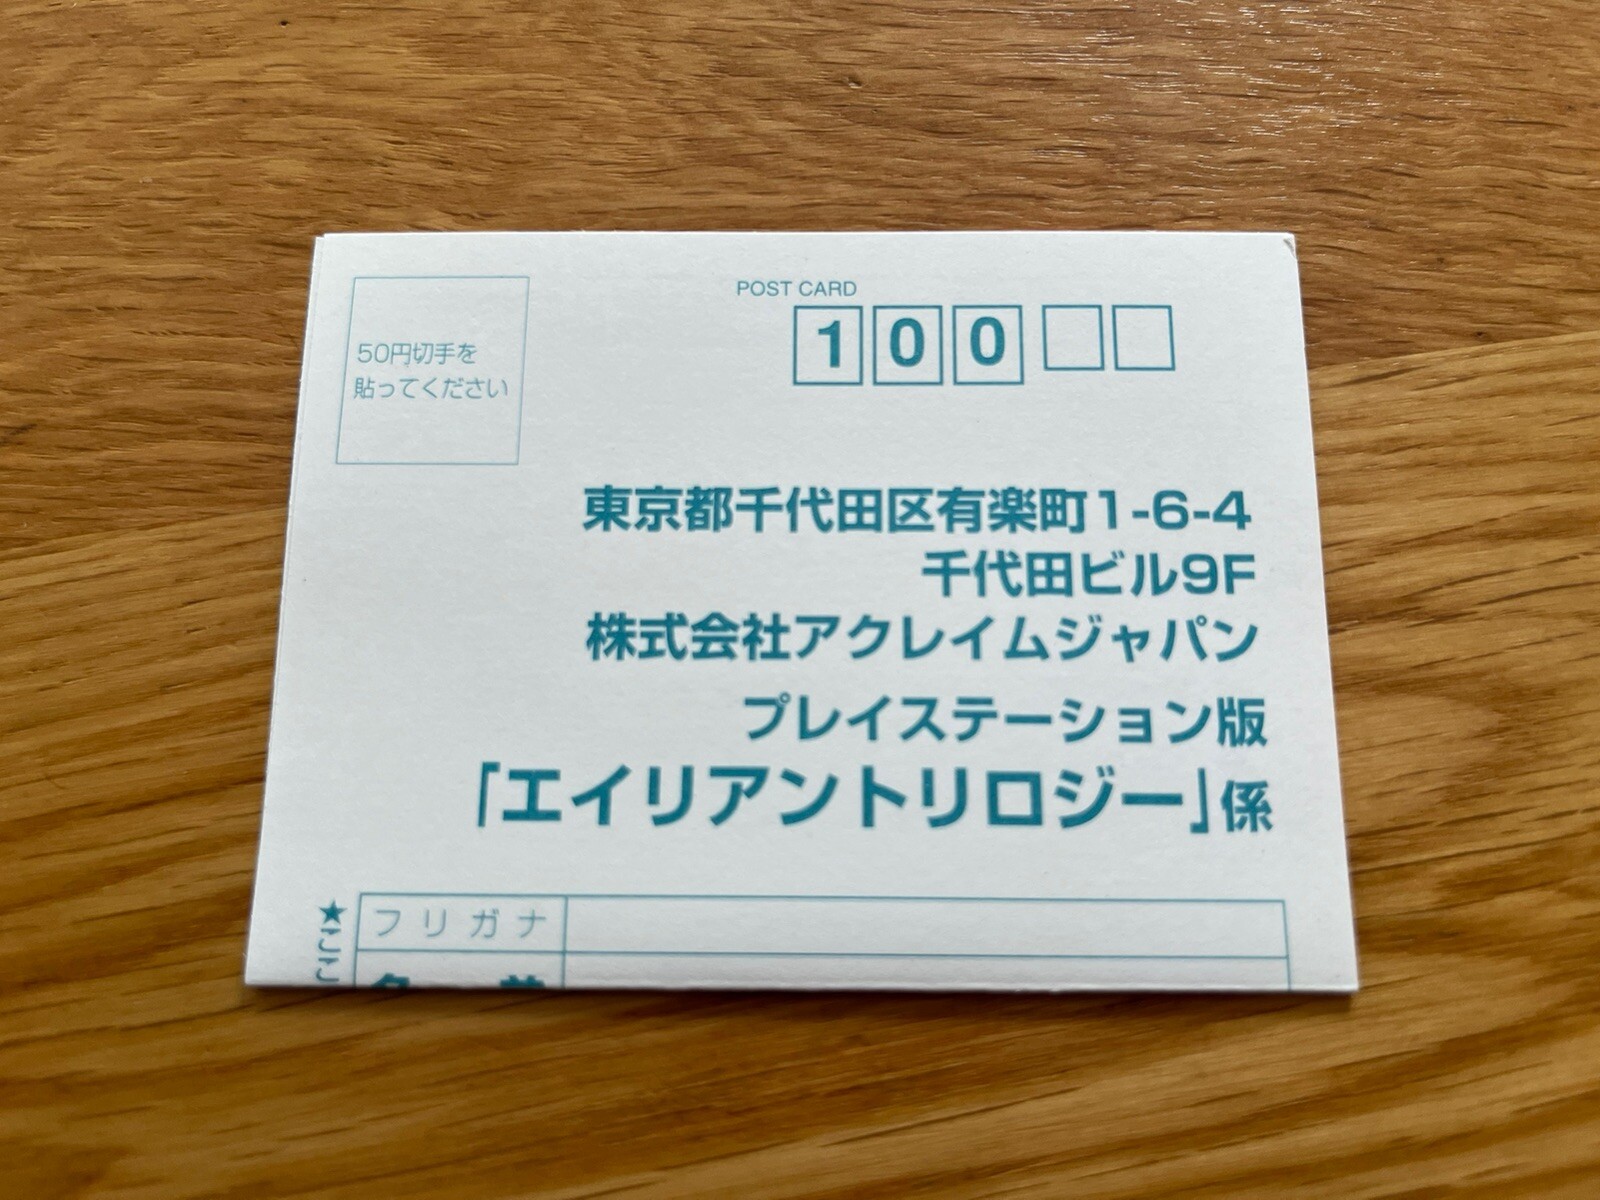 POST CARD
100
50円切手を
貼ってください
東京都千代田区有楽町1-6-4
千代田ビル9F
株式会社アクレイムジャパン
プレイステーション版
「エイリアントリロジー」係
フリガナ